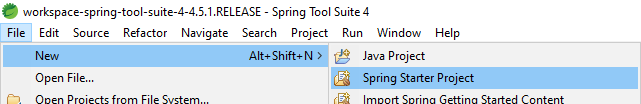 workspace-spring-tool-suite-4-4.5.1.RELEASE - Spring Tool Suite 4
File Edit Source Refactor Navigate Search Project Run Window Help
New Alt+Shift+N > Java Project
Open File... Spring Starter Project
Open Projects from File System... Import Spring Getting Started Content